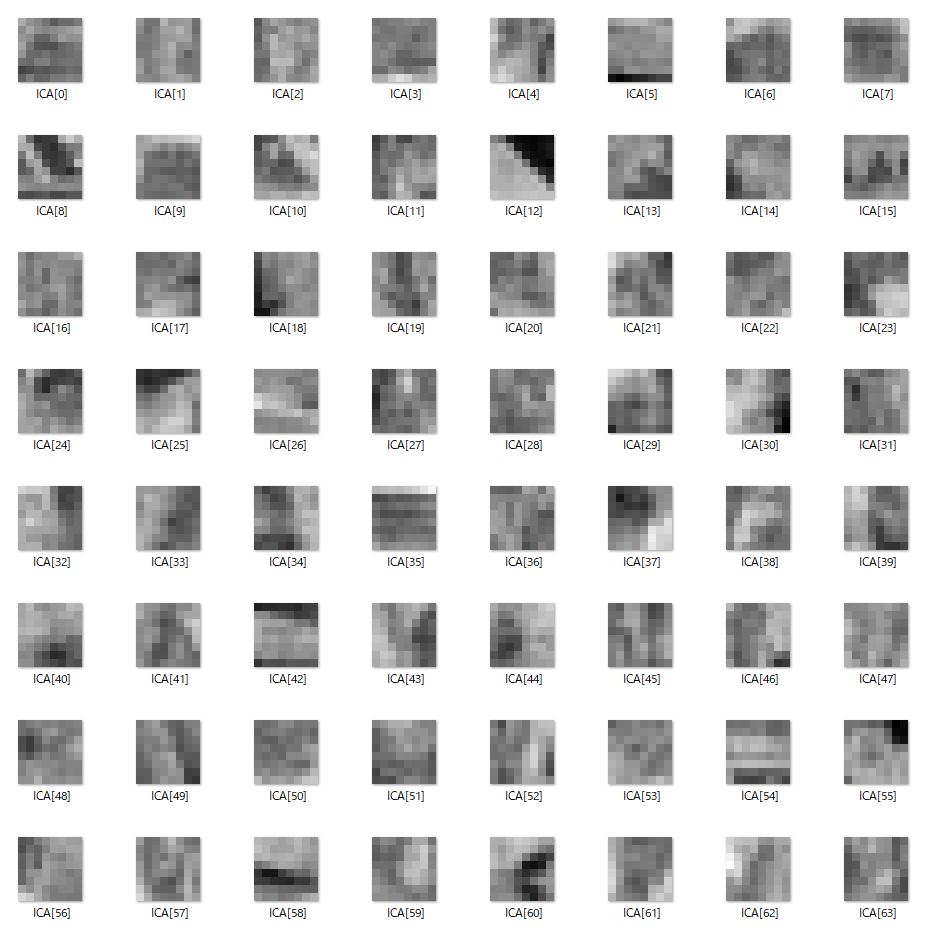 ICA[0] ICA[1] ICA[2] ICA[3] ICA[4] ICA[5] ICA[6] ICA[7]
ICA[8] ICA[9] ICA[10] ICA[11] ICA[12] ICA[13] ICA[14] ICA[15]
ICA[16] ICA[17] ICA[18] ICA[19] ICA[20] ICA[21] ICA[22] ICA[23]
ICA[24] ICA[25] ICA[26] ICA[27] ICA[28] ICA[29] ICA[30] ICA[31]
ICA[32] ICA[33] ICA[34] ICA[35] ICA[36] ICA[37] ICA[38] ICA[39]
ICA[40] ICA[41] ICA[42] ICA[43] ICA[44] ICA[45] ICA[46] ICA[47]
ICA[48] ICA[49] ICA[50] ICA[51] ICA[52] ICA[53] ICA[54] ICA[55]
ICA[56] ICA[57] ICA[58] ICA[59] ICA[60] ICA[61] ICA[62] ICA[63]